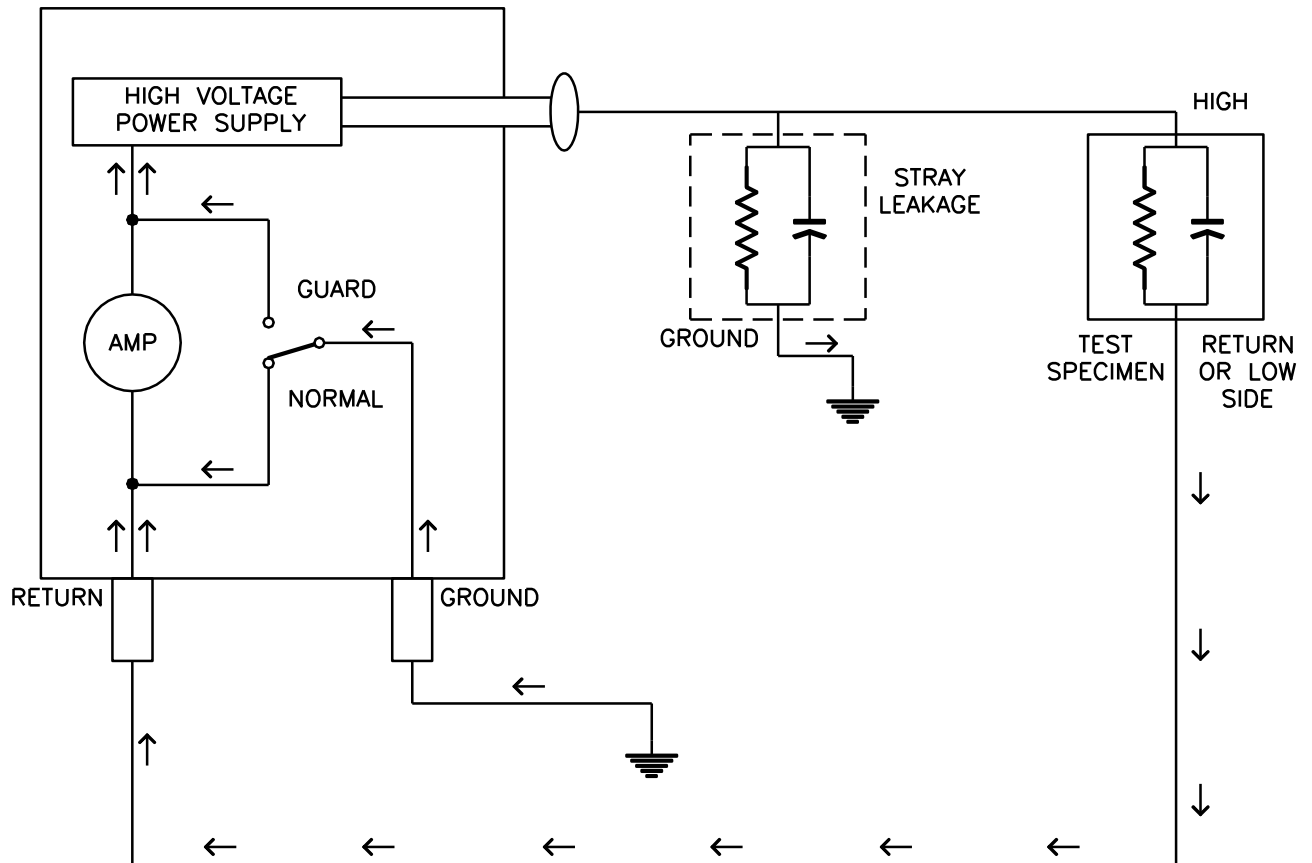 HIGH VOLTAGE
POWER SUPPLY
HIGH
STRAY
LEAKAGE
GUARD
AMP
NORMAL
GROUND
TEST
SPECIMEN
RETURN
OR LOW
SIDE
RETURN
GROUND